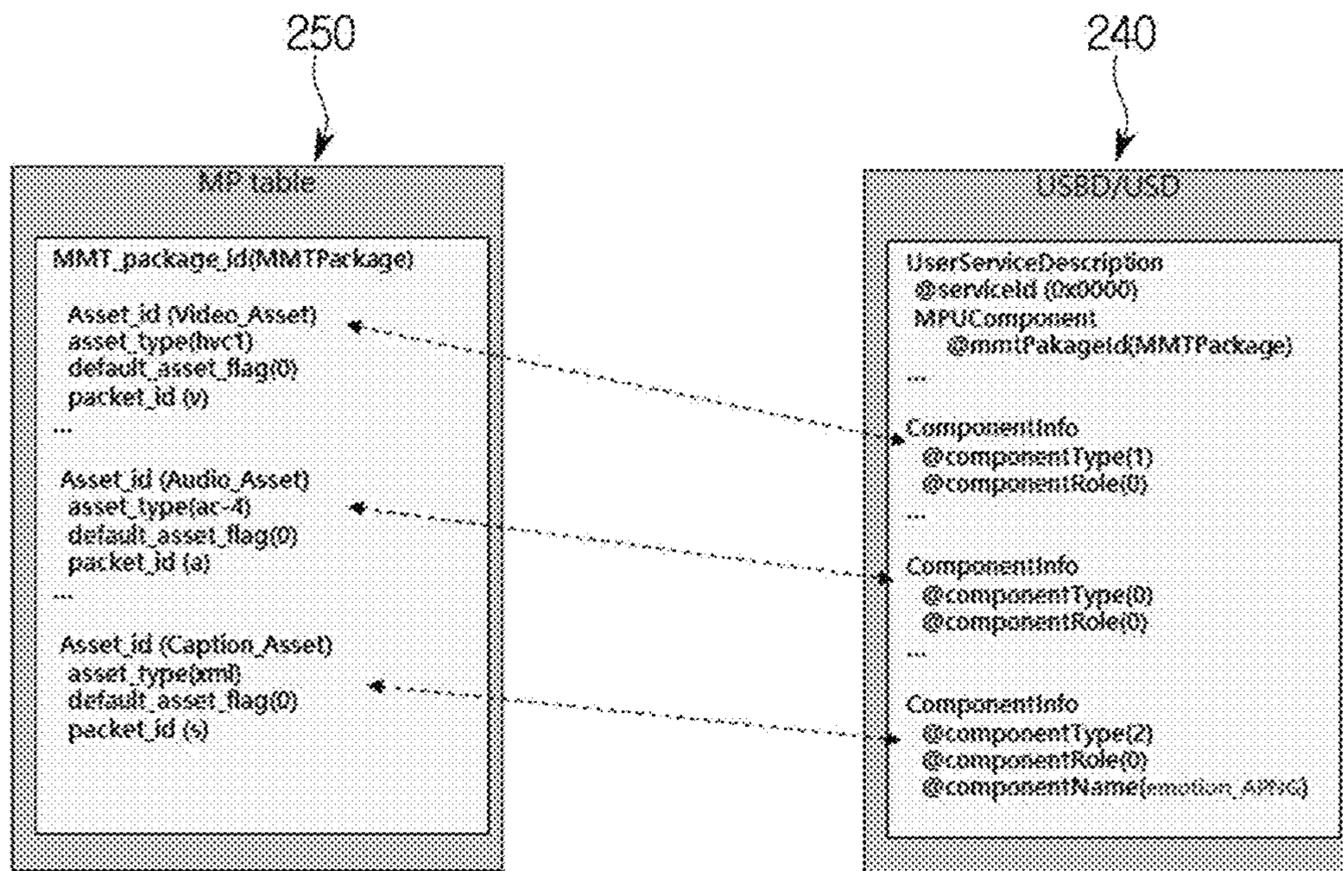 250
MP table
MMT_package_id(MMTPackage)
Asset_id (Video_Asset)
asset_type(hvc1)
default_asset_flag(0)
packet_id (v)
...
Asset_id (Audio_Asset)
asset_type(ac-4)
default_asset_flag(0)
packet_id (a)
...
Asset_id (Caption_Asset)
asset_type(xml)
default_asset_flag(0)
packet_id (s)
240
USBD/USD
UserServiceDescription
@serviceId (0x0000)
MPUComponent
@mmtPakageId(MMTPackage)
...
ComponentInfo
@componentType(1)
@componentRole(0)
...
ComponentInfo
@componentType(0)
@componentRole(0)
...
ComponentInfo
@componentType(2)
@componentRole(0)
@componentName(emotion_APNG)